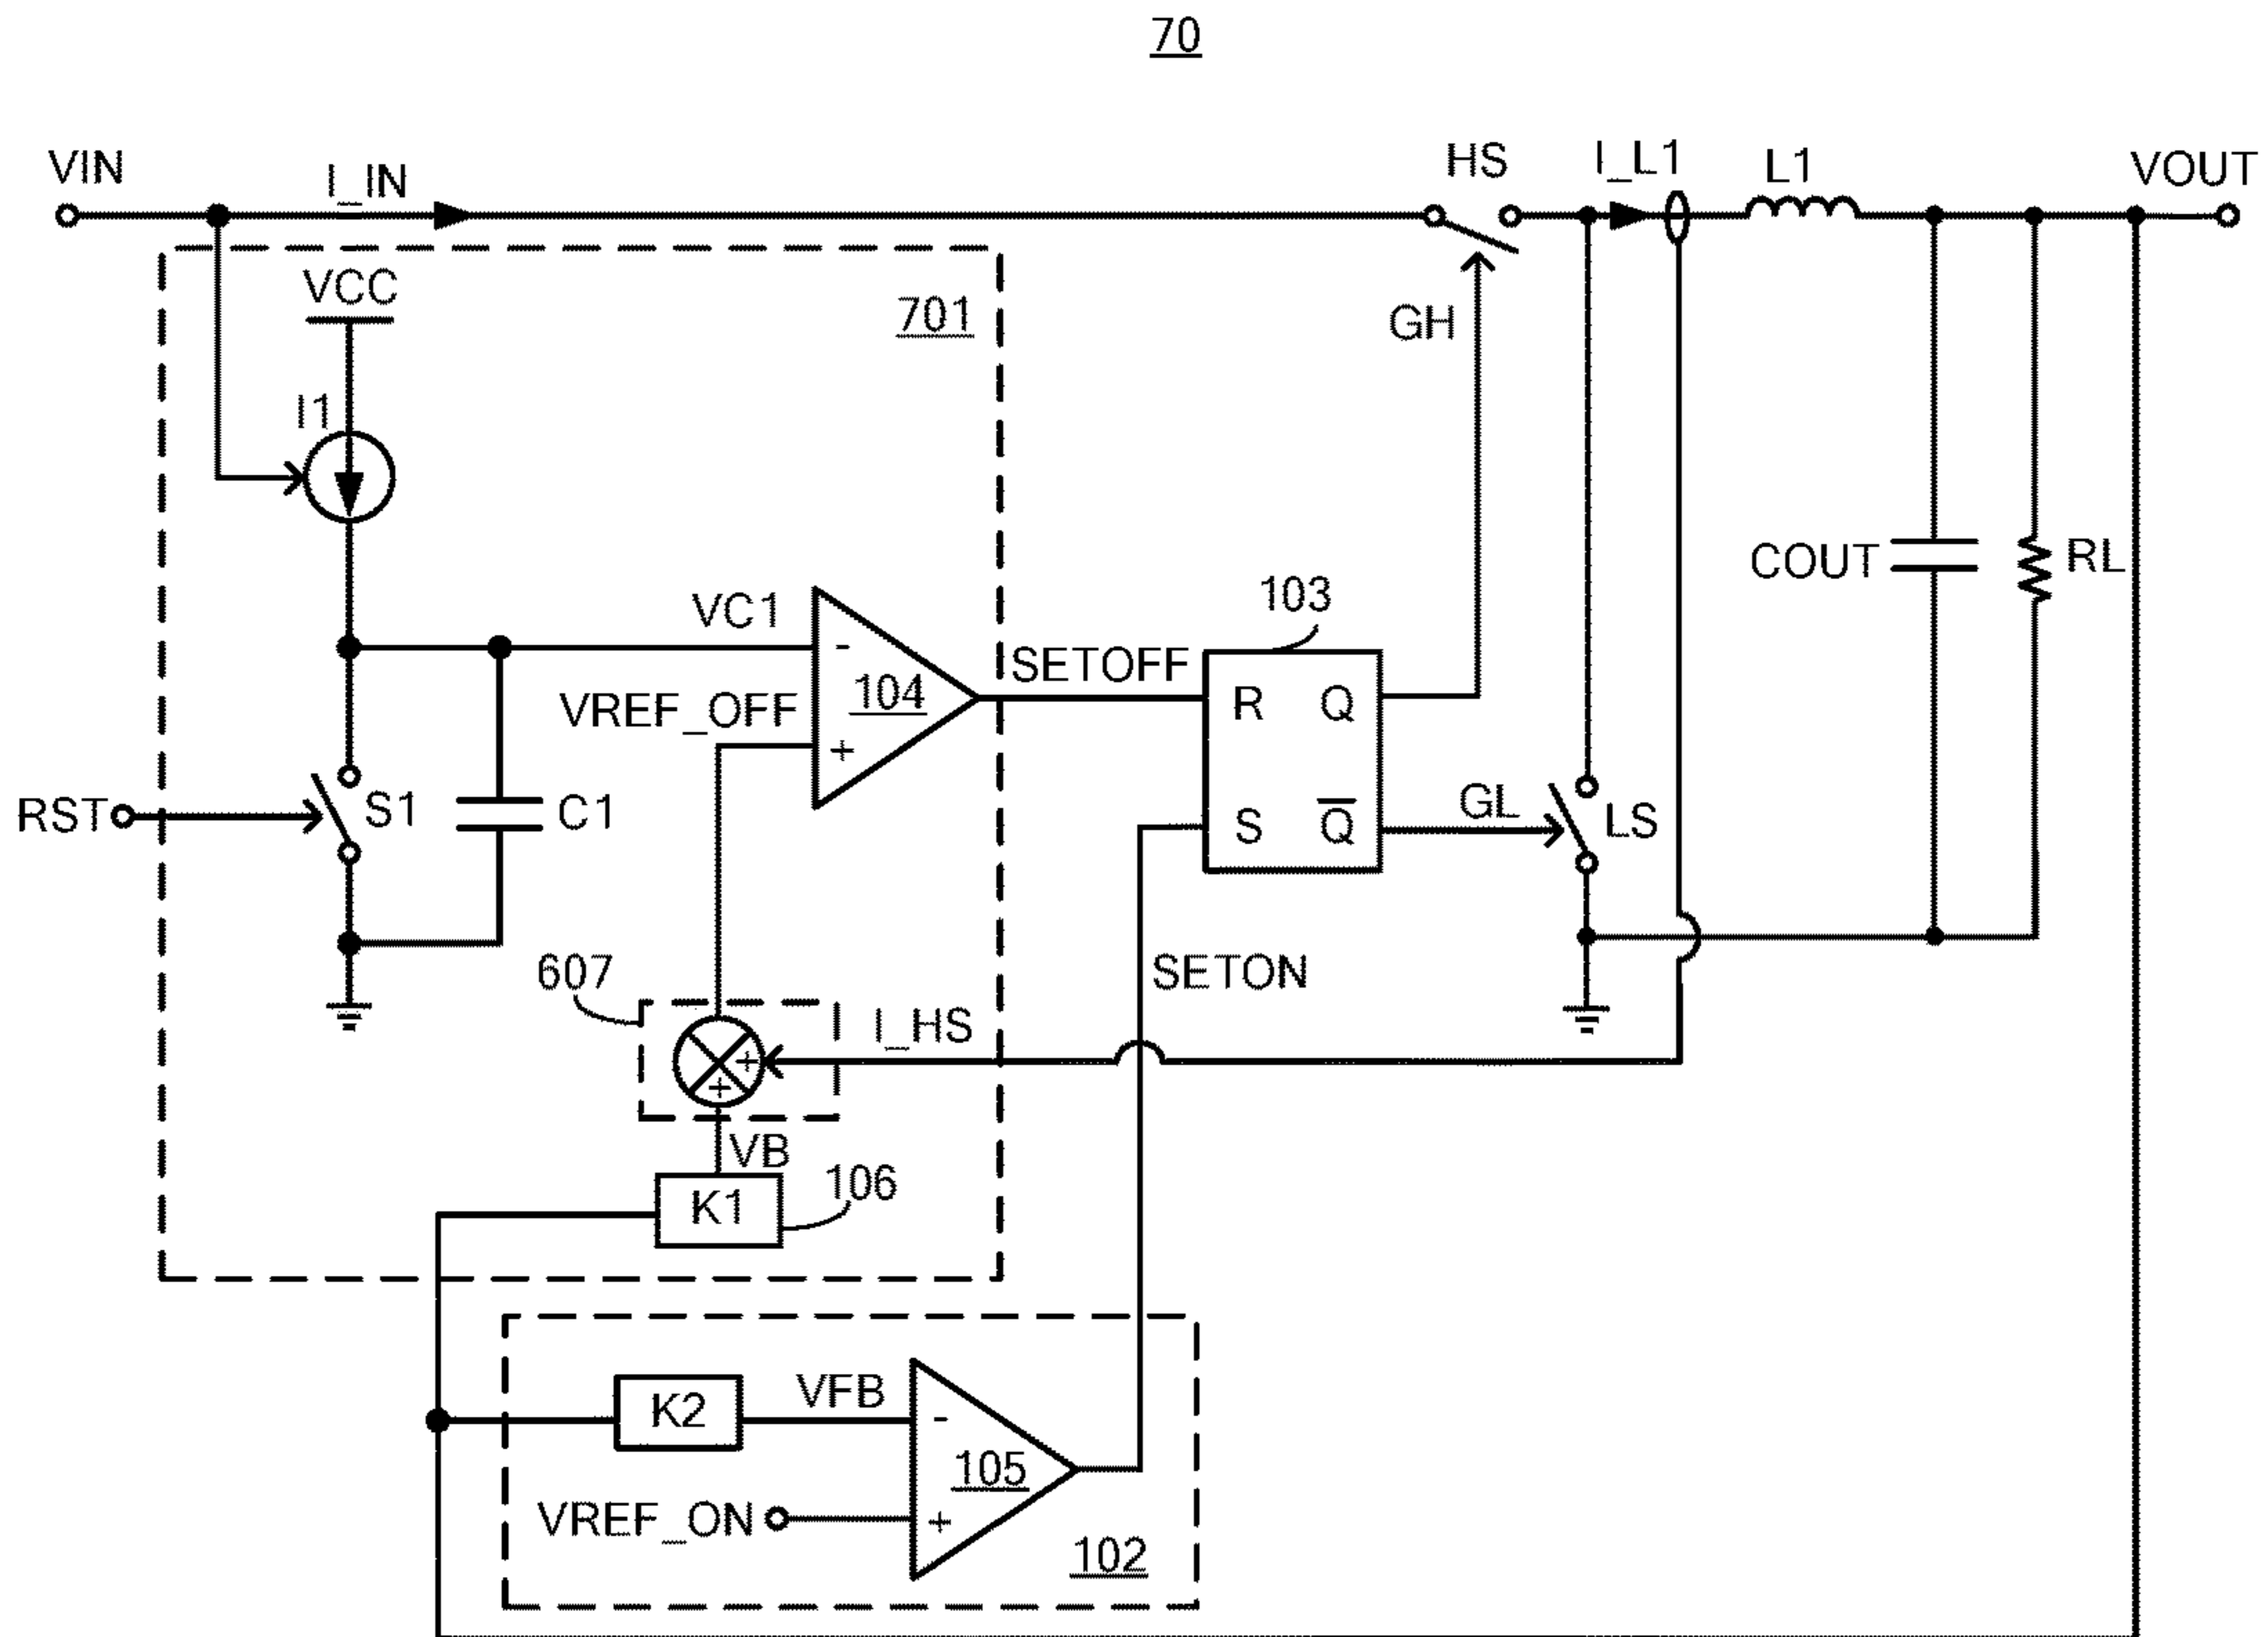 70
VIN
I_IN
HS
I_L1
L1
VOUT
VCC
701
GH
I1
COUT
RL
VC1
-
104
+
VREF_OFF
SETOFF
103
R
Q
S
Q̅
RST
S1
C1
GL
LS
607
I_HS
+
+
SETON
VB
K1
106
K2
VFB
-
105
+
VREF_ON
102